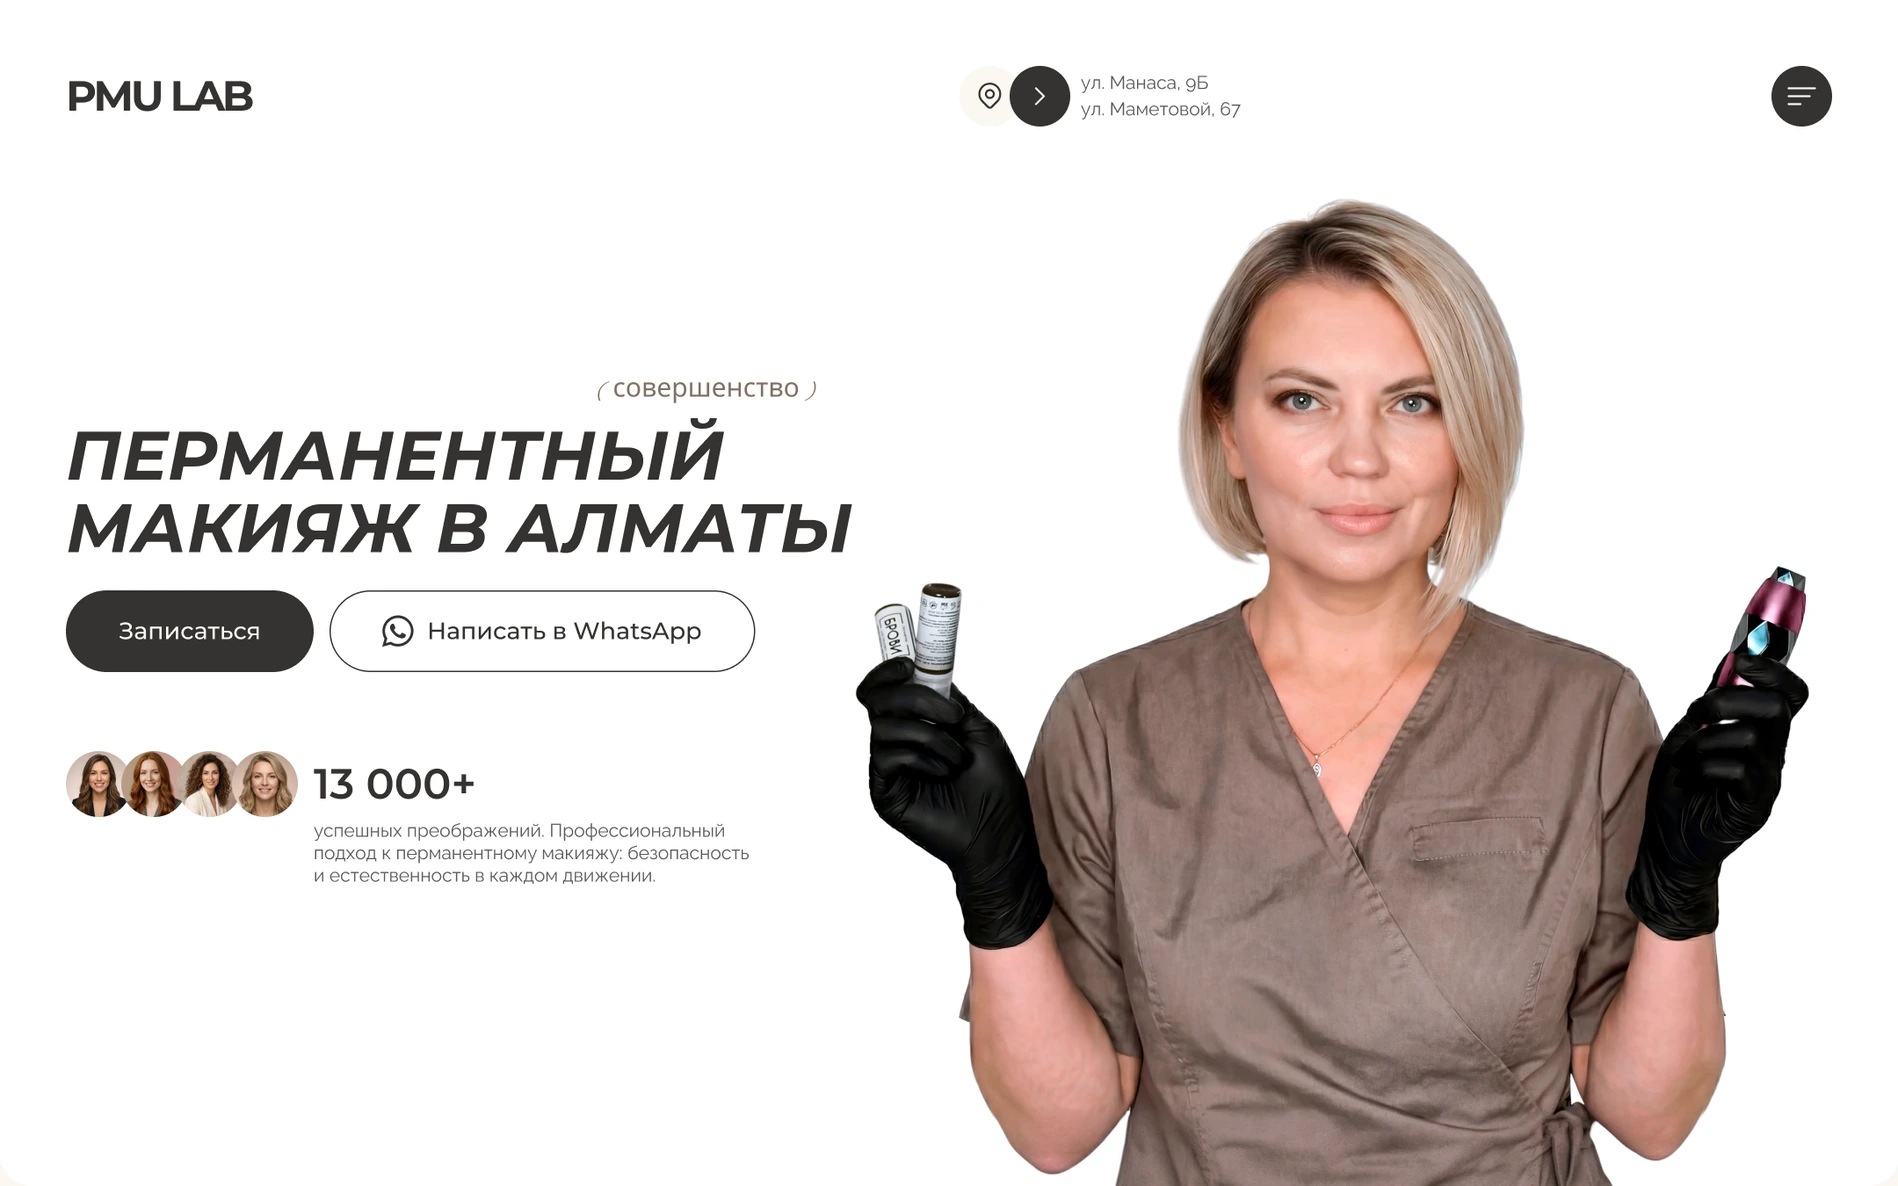 PMU LAB
ул. Манаса, 9Б
ул. Маметовой, 67
( совершенство )
ПЕРМАНЕНТНЫЙ
МАКИЯЖ В АЛМАТЫ
Записаться
Написать в WhatsApp
13 000+
успешных преображений. Профессиональный
подход к перманентному макияжу: безопасность
и естественность в каждом движении.
БРОВИ